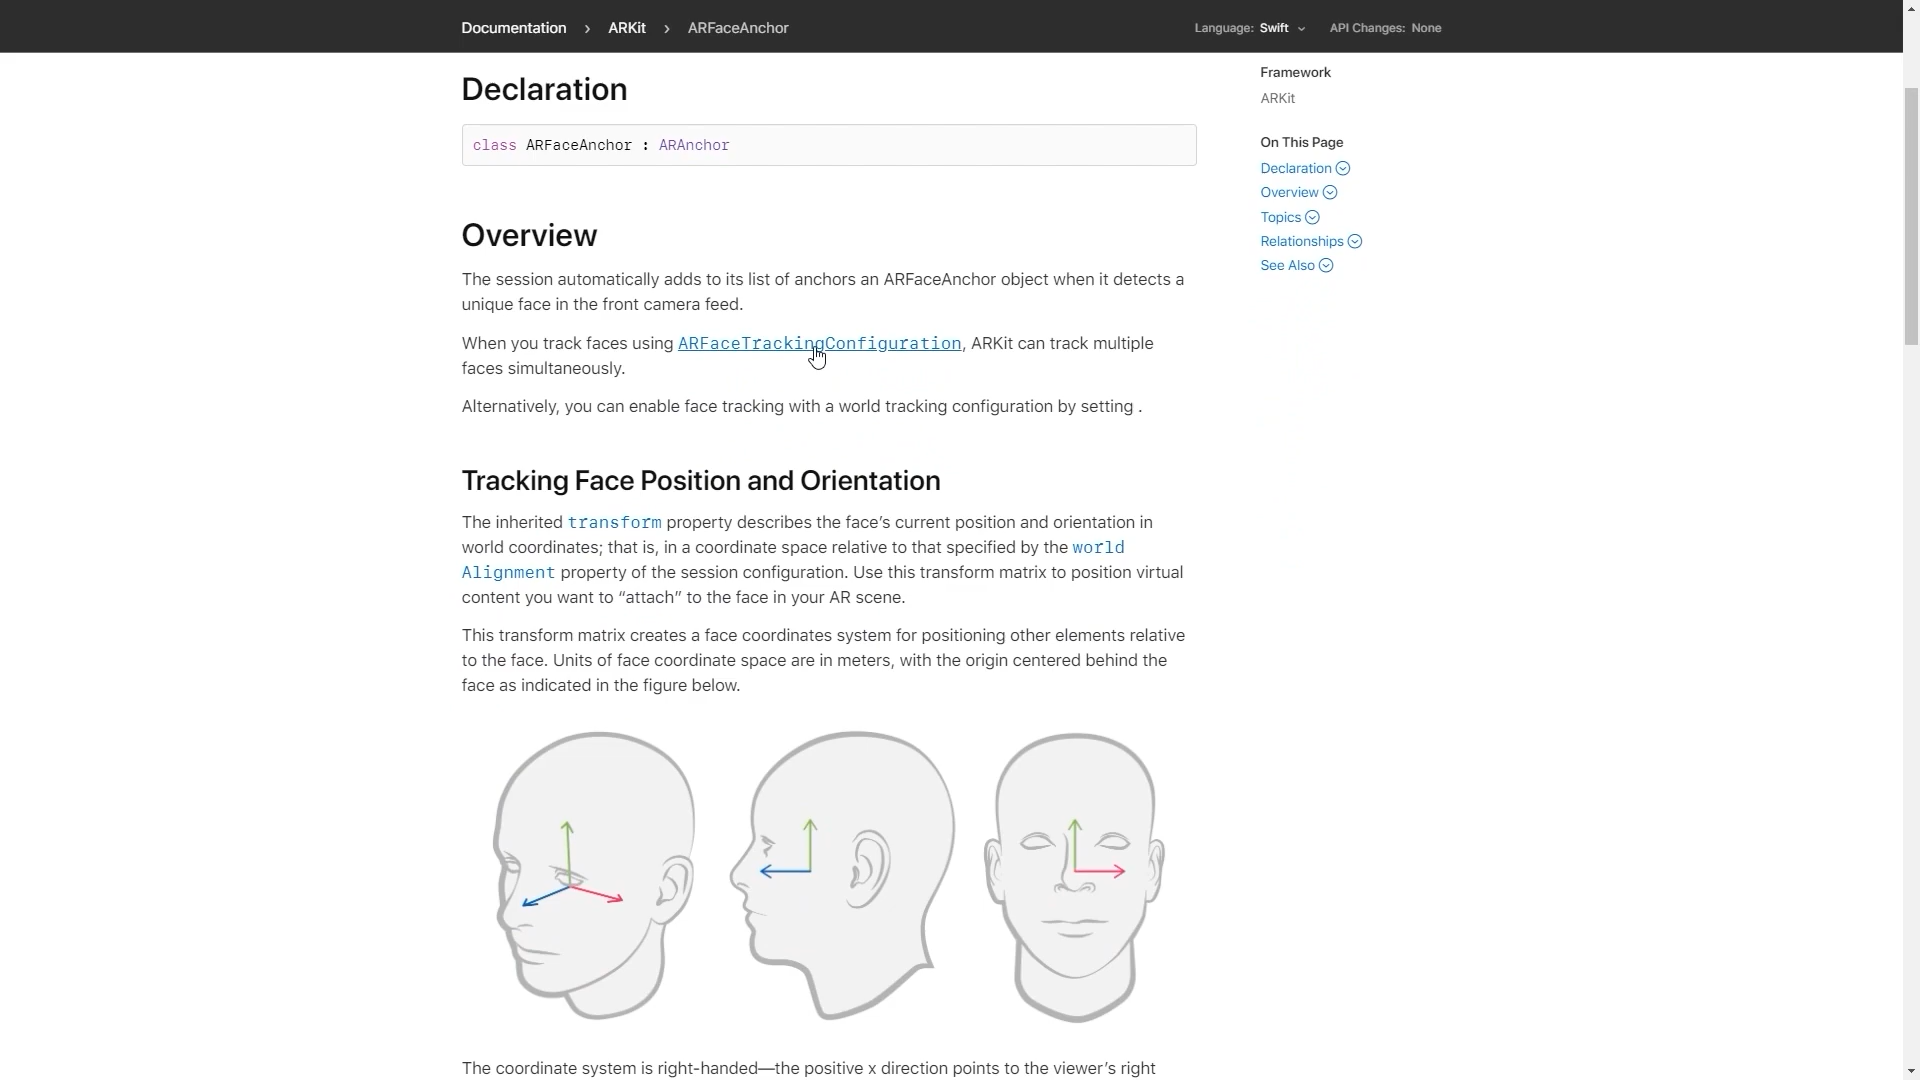 Documentation › ARKit › ARFaceAnchor Language: Swift API Changes: None
Declaration
class ARFaceAnchor : ARAnchor
Overview
The session automatically adds to its list of anchors an ARFaceAnchor object when it detects a
unique face in the front camera feed.
When you track faces using ARFaceTrackingConfiguration, ARKit can track multiple
faces simultaneously.
Alternatively, you can enable face tracking with a world tracking configuration by setting .
Tracking Face Position and Orientation
The inherited transform property describes the face’s current position and orientation in
world coordinates; that is, in a coordinate space relative to that specified by the world
Alignment property of the session configuration. Use this transform matrix to position virtual
content you want to “attach” to the face in your AR scene.
This transform matrix creates a face coordinates system for positioning other elements relative
to the face. Units of face coordinate space are in meters, with the origin centered behind the
face as indicated in the figure below.
The coordinate system is right-handed—the positive x direction points to the viewer’s right
Framework
ARKit
On This Page
Declaration
Overview
Topics
Relationships
See Also